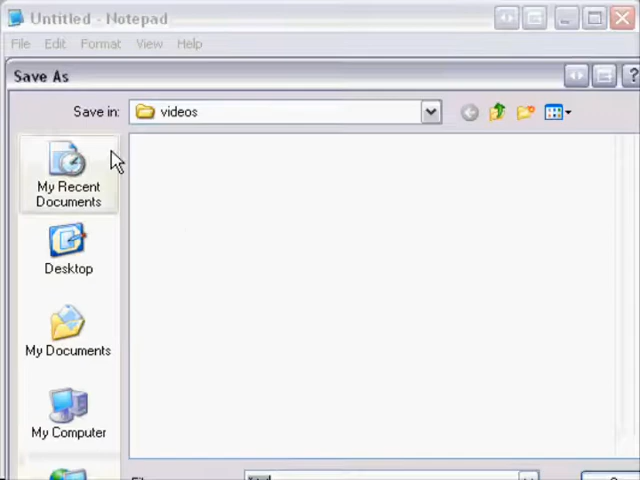 Untitled - Notepad
File Edit Format View Help
Save As
Save in: videos
My Recent
Documents
Desktop
My Documents
My Computer